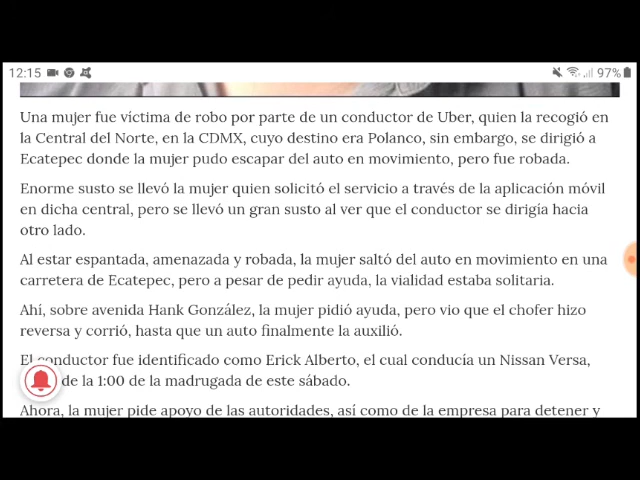 12:15
97%
Una mujer fue víctima de robo por parte de un conductor de Uber, quien la recogió en
la Central del Norte, en la CDMX, cuyo destino era Polanco, sin embargo, se dirigió a
Ecatepec donde la mujer pudo escapar del auto en movimiento, pero fue robada.
Enorme susto se llevó la mujer quien solicitó el servicio a través de la aplicación móvil
en dicha central, pero se llevó un gran susto al ver que el conductor se dirigía hacia
otro lado.
Al estar espantada, amenazada y robada, la mujer saltó del auto en movimiento en una
carretera de Ecatepec, pero a pesar de pedir ayuda, la vialidad estaba solitaria.
Ahí, sobre avenida Hank González, la mujer pidió ayuda, pero vio que el chofer hizo
reversa y corrió, hasta que un auto finalmente la auxilió.
El conductor fue identificado como Erick Alberto, el cual conducía un Nissan Versa,
de la 1:00 de la madrugada de este sábado.
Ahora, la mujer pide apoyo de las autoridades, así como de la empresa para detener y